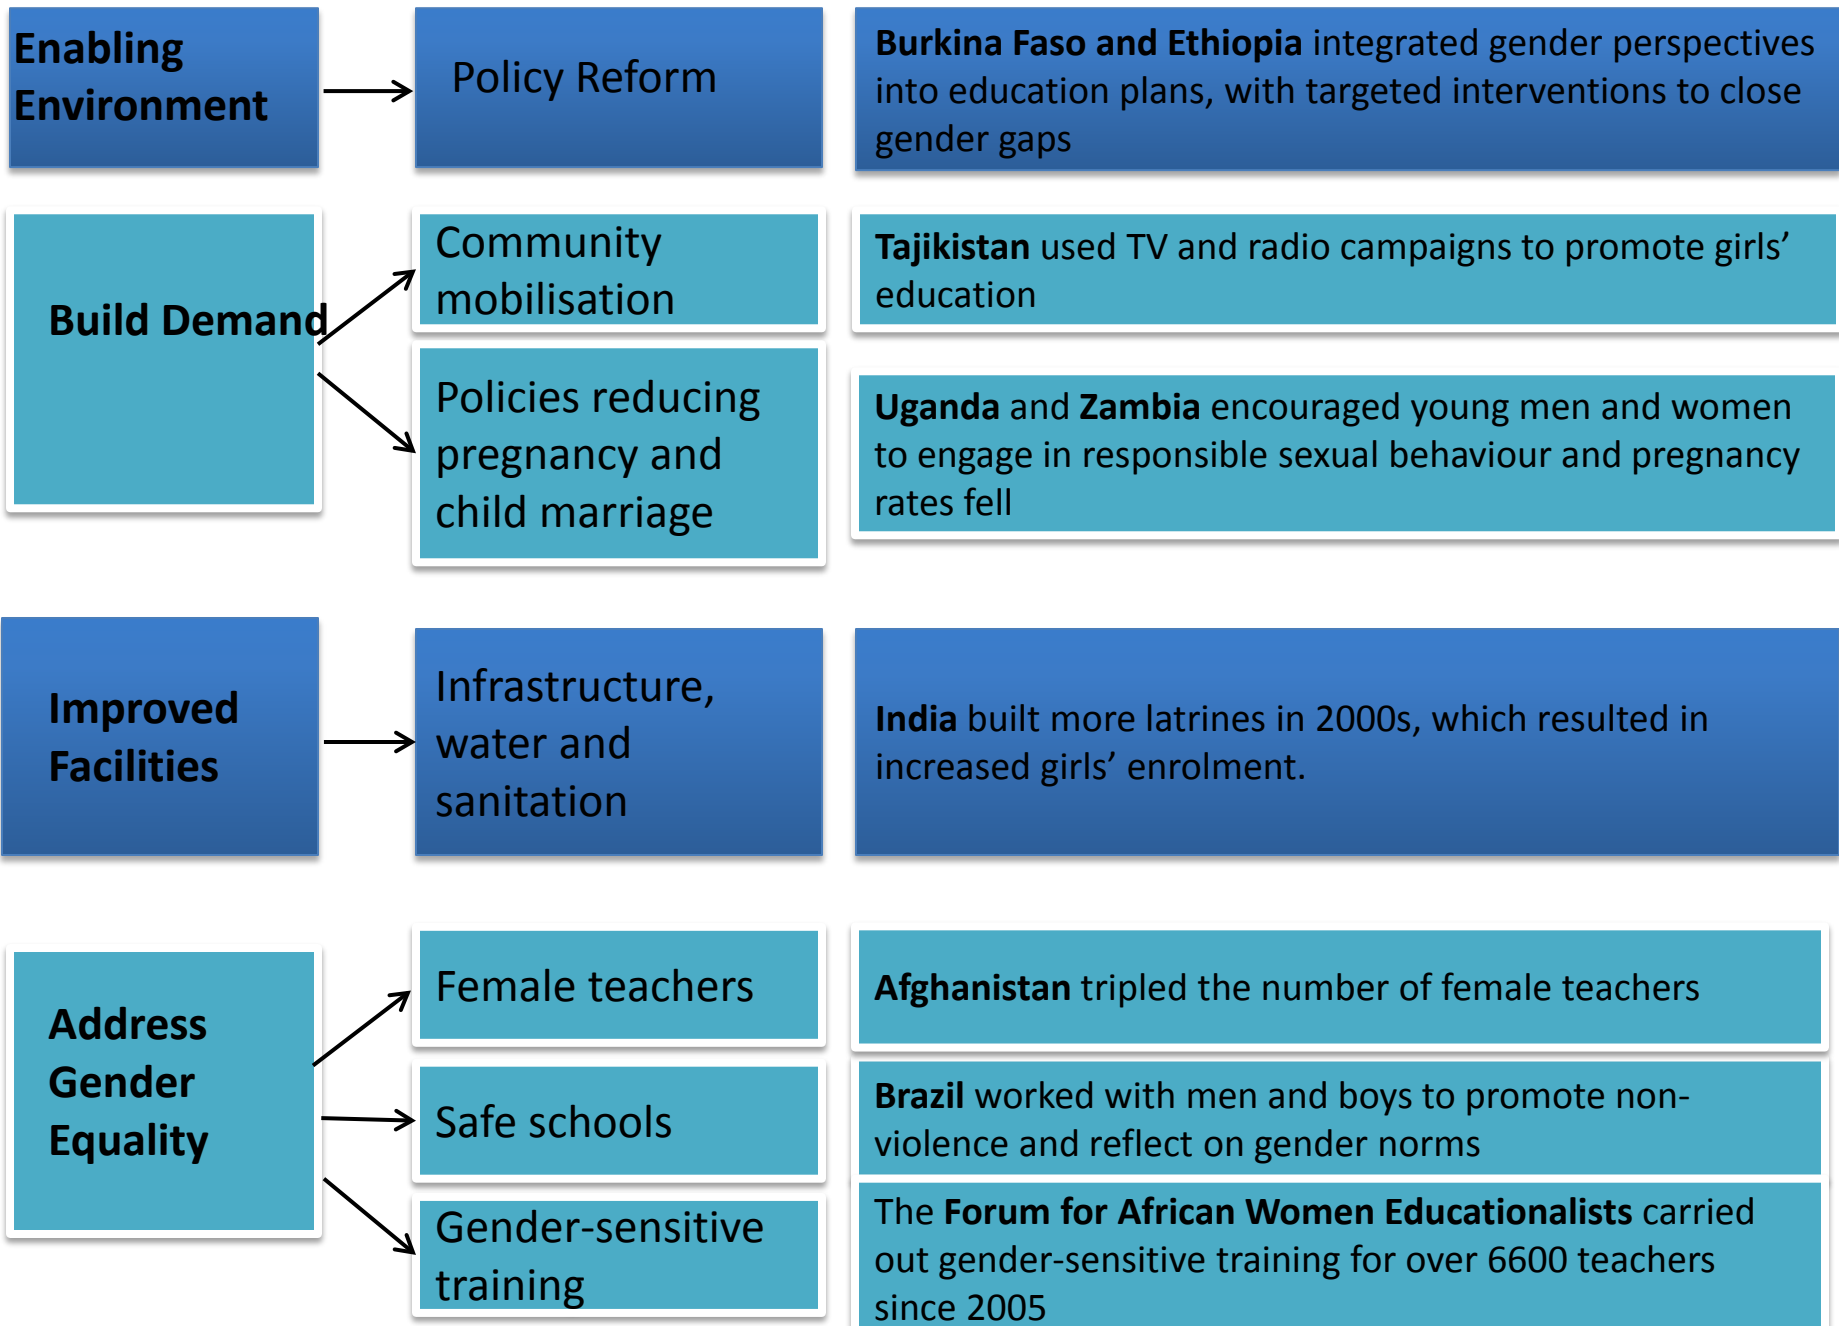 Enabling
Environment
Policy Reform
Burkina Faso and Ethiopia integrated gender perspectives
into education plans, with targeted interventions to close
gender gaps
Build Demand
Community
mobilisation
Tajikistan used TV and radio campaigns to promote girls’
education
Policies reducing
pregnancy and
child marriage
Uganda and Zambia encouraged young men and women
to engage in responsible sexual behaviour and pregnancy
rates fell
Improved
Facilities
Infrastructure,
water and
sanitation
India built more latrines in 2000s, which resulted in
increased girls’ enrolment.
Address
Gender
Equality
Female teachers
Afghanistan tripled the number of female teachers
Safe schools
Brazil worked with men and boys to promote non-
violence and reflect on gender norms
Gender-sensitive
training
The Forum for African Women Educationalists carried
out gender-sensitive training for over 6600 teachers
since 2005